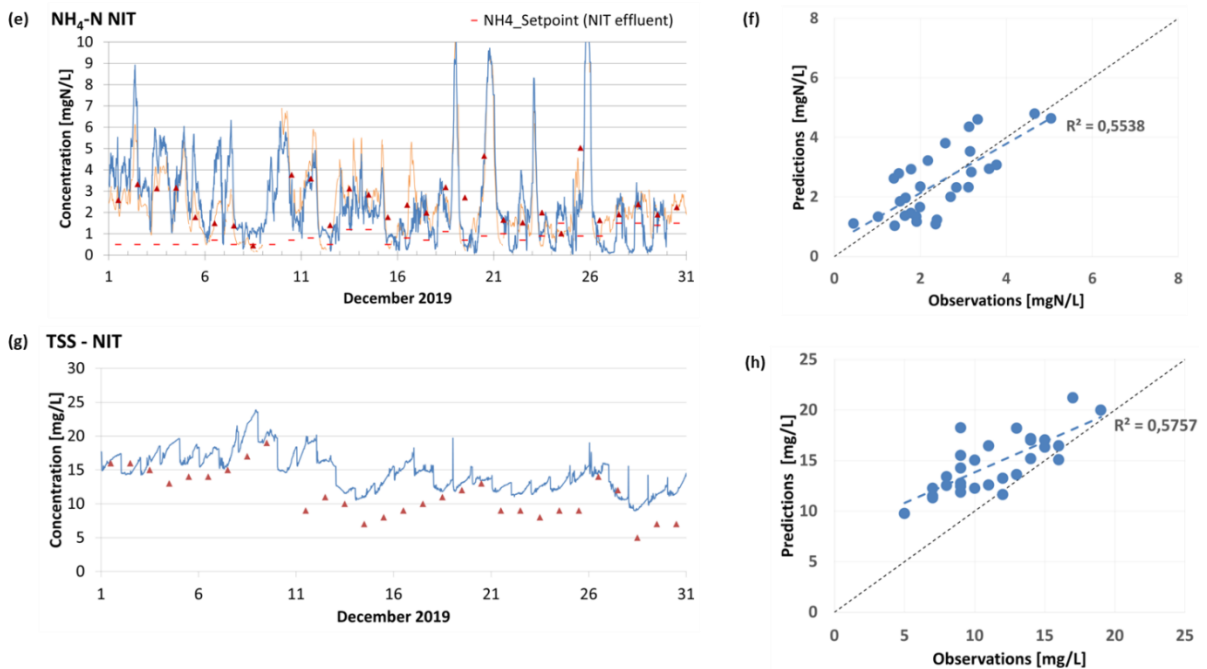 (e) NH₄-N NIT
NH4_Setpoint (NIT effluent)
Concentration [mgN/L]
10
9
8
7
6
5
4
3
2
1
0
1 6 11 16 21 26 31
December 2019
(f)
Predictions [mgN/L]
8
6
4
2
0
R² = 0,5538
0 2 4 6 8
Observations [mgN/L]
(g) TSS - NIT
Concentration [mg/L]
30
25
20
15
10
5
0
1 6 11 16 21 26 31
December 2019
(h)
Predictions [mg/L]
25
20
15
10
5
0
R² = 0,5757
0 5 10 15 20 25
Observations [mg/L]